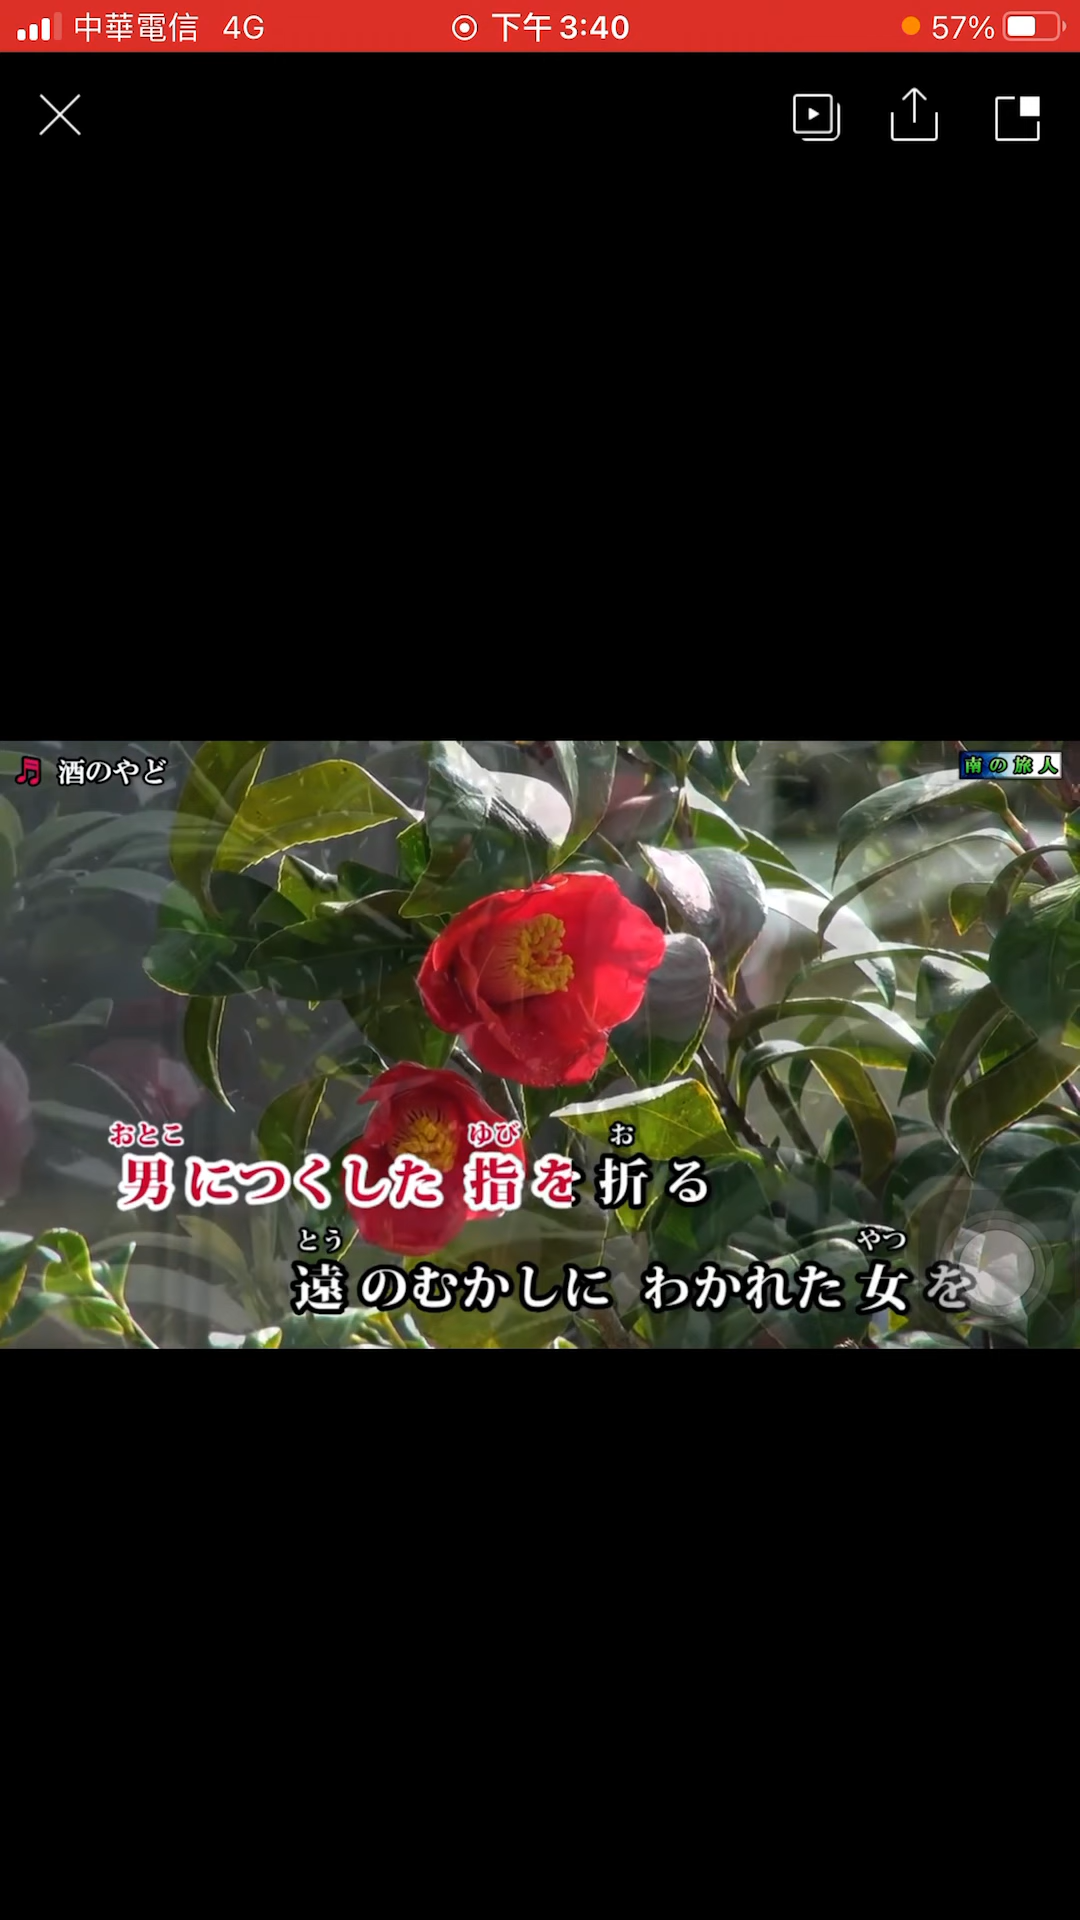 中華電信 4G 下午3:40 57%
酒のやど
南の旅人
おとこ ゆび お
男につくした 指を折る
とう やつ
遠のむかしに わかれた女を